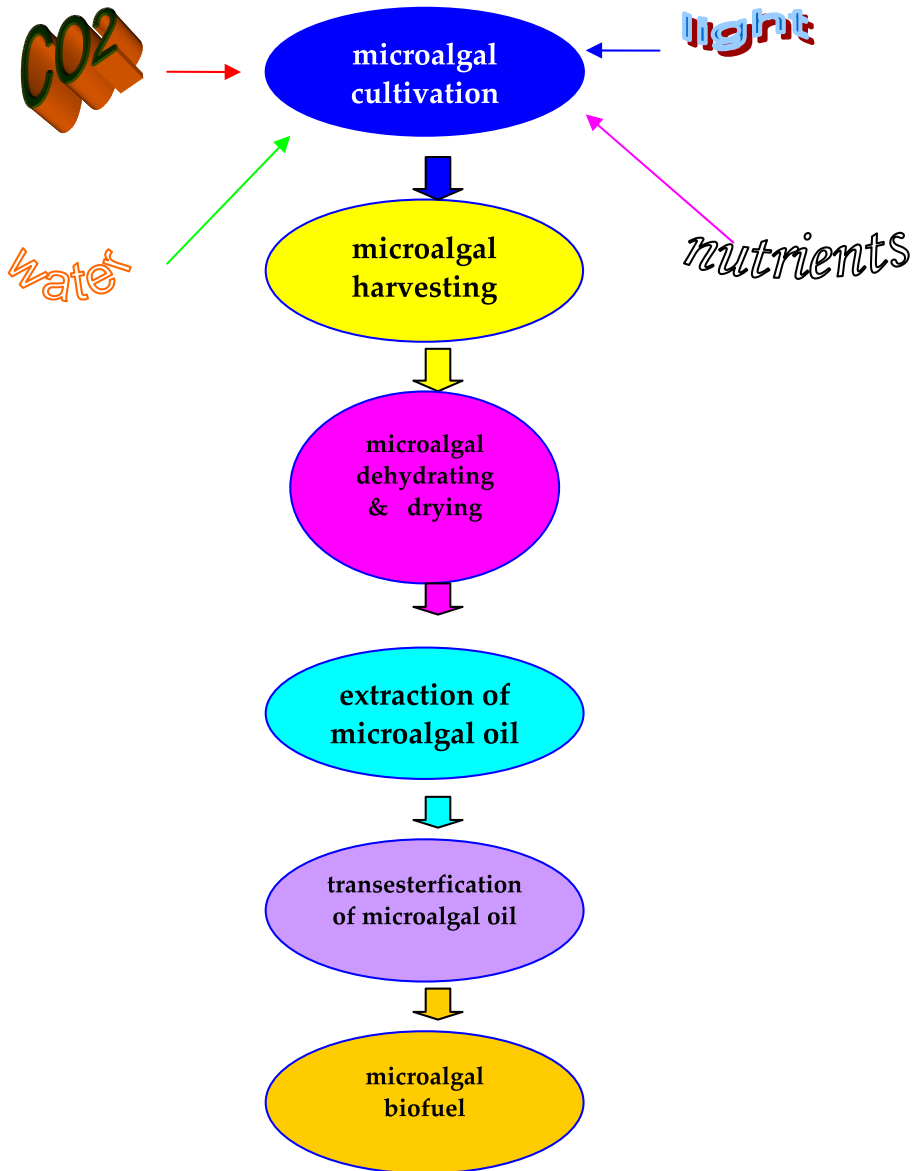 CO2
light
microalgal
cultivation
water
nutrients
microalgal
harvesting
microalgal
dehydrating
& drying
extraction of
microalgal oil
transesterfication
of microalgal oil
microalgal
biofuel